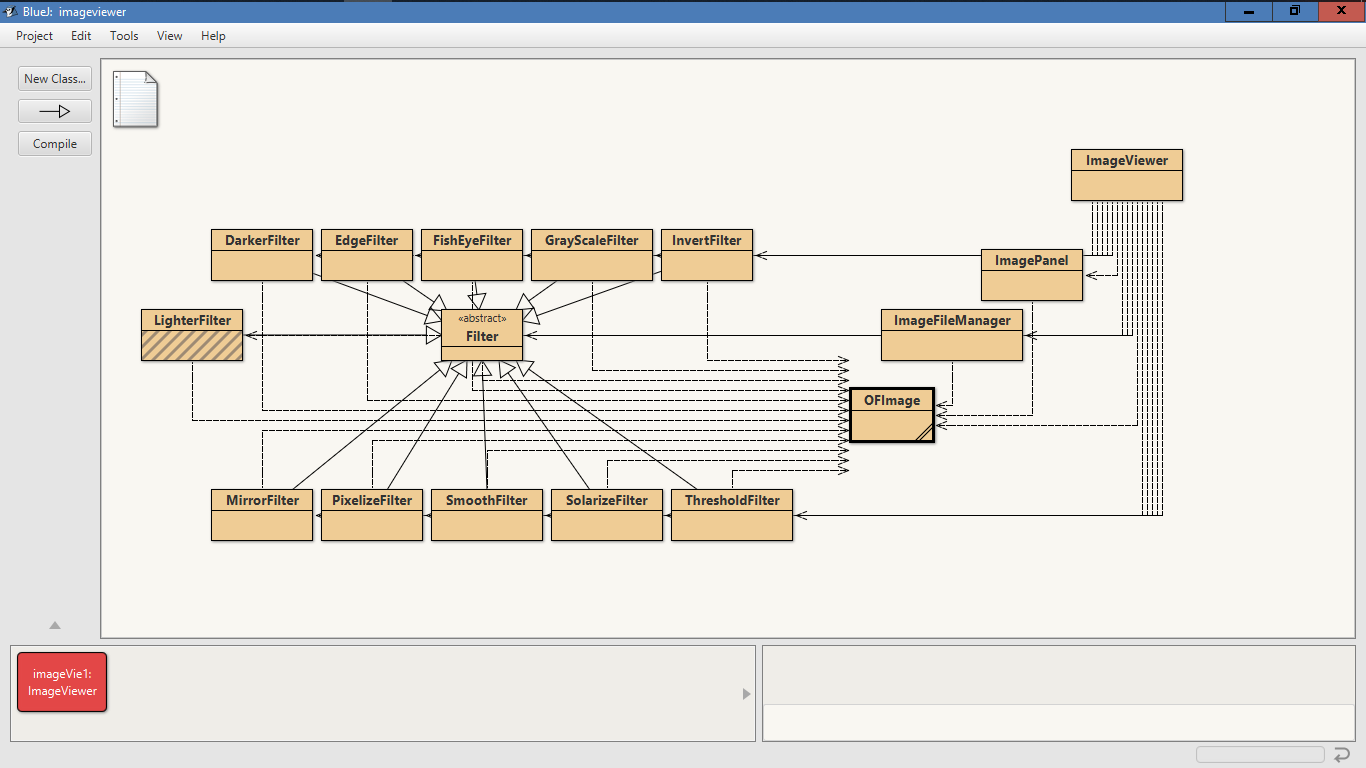 BlueJ: imageviewer
Project Edit Tools View Help
New Class...
Compile
ImageViewer
DarkerFilter
EdgeFilter
FishEyeFilter
GrayScaleFilter
InvertFilter
ImagePanel
LighterFilter
«abstract»
Filter
ImageFileManager
OFImage
MirrorFilter
PixelizeFilter
SmoothFilter
SolarizeFilter
ThresholdFilter
imageVie1:
ImageViewer